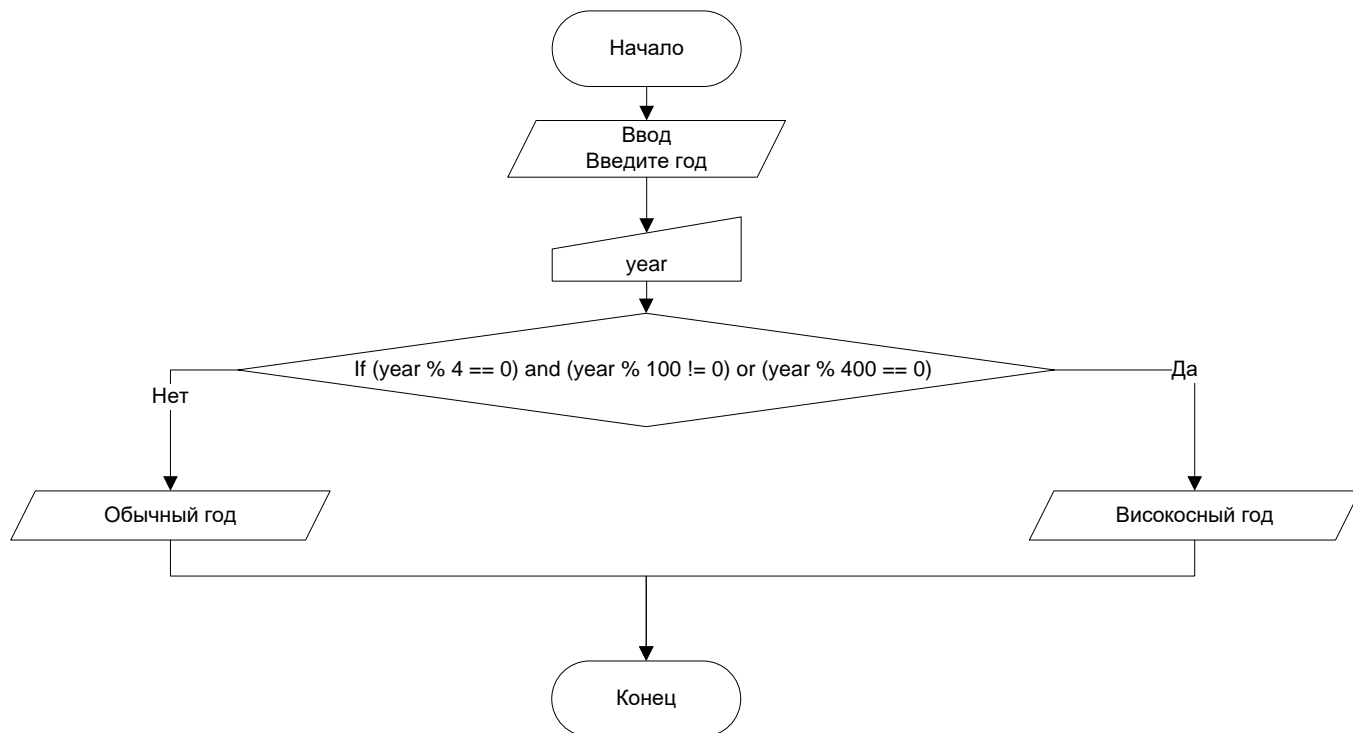 Начало
Ввод
Введите год
year
If (year % 4 == 0) and (year % 100 != 0) or (year % 400 == 0)
Нет
Да
Обычный год
Високосный год
Конец